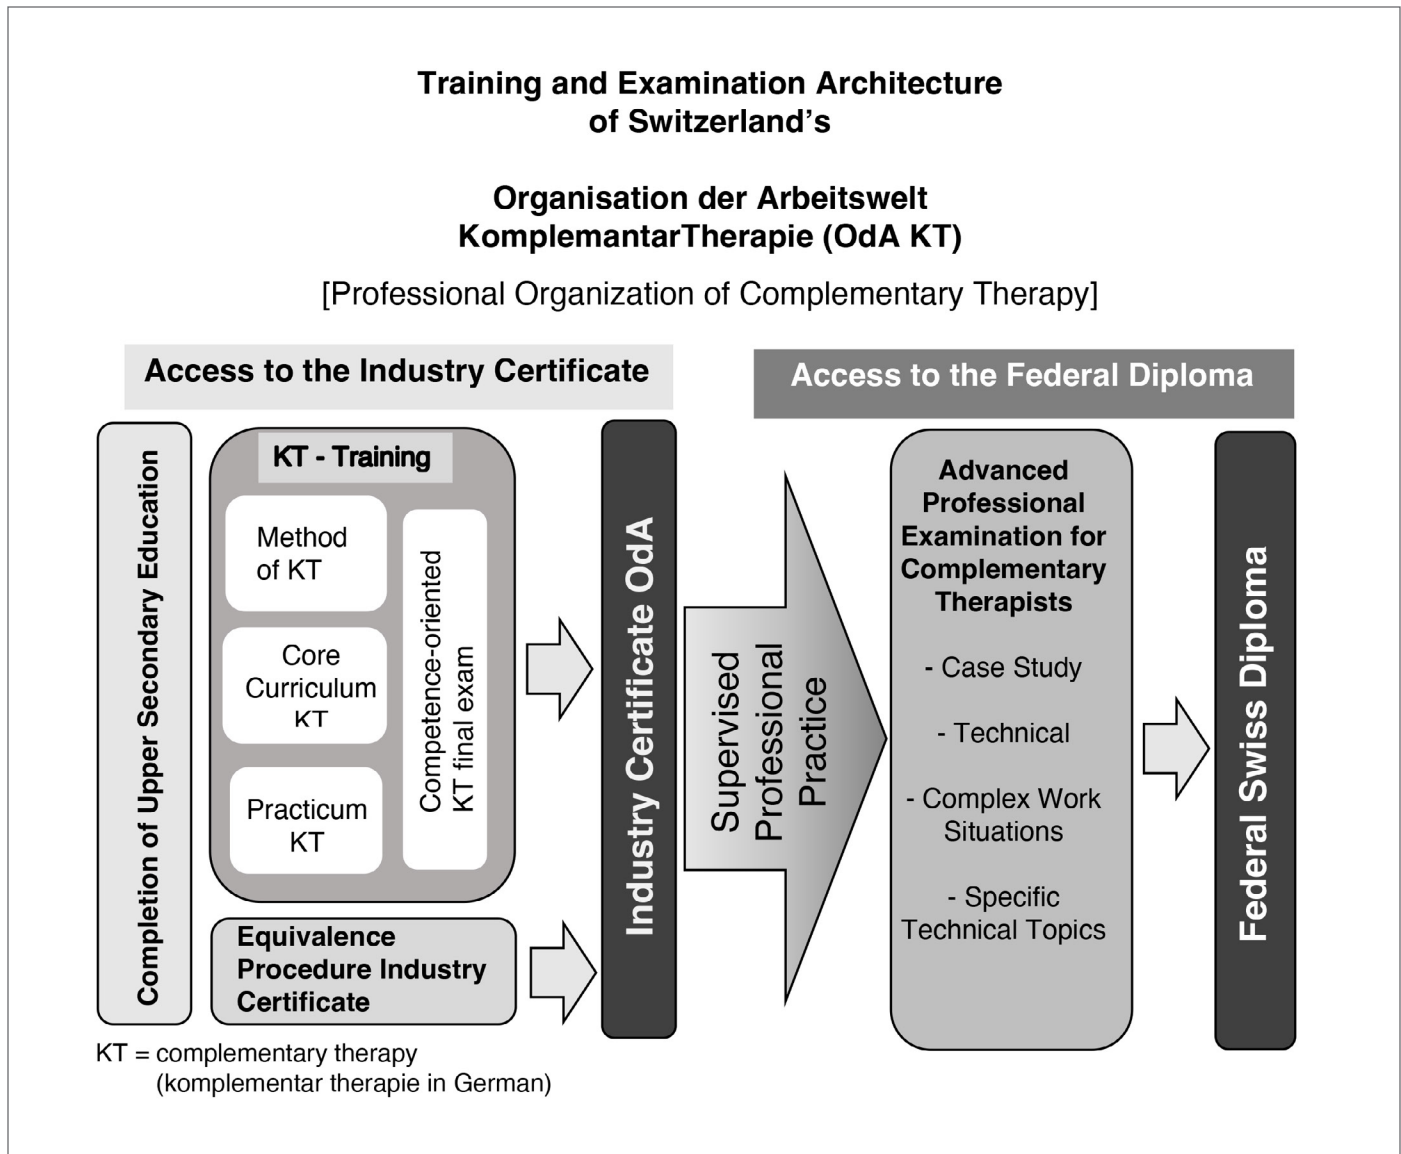 Training and Examination Architecture
of Switzerland's
Organisation der Arbeitswelt
KomplemantarTherapie (OdA KT)
[Professional Organization of Complementary Therapy]
Access to the Industry Certificate
Access to the Federal Diploma
Completion of Upper Secondary Education
KT - Training
Method
of KT
Core
Curriculum
KT
Practicum
KT
Competence-oriented
KT final exam
Equivalence
Procedure Industry
Certificate
Industry Certificate OdA
Supervised
Professional
Practice
Advanced
Professional
Examination for
Complementary
Therapists
- Case Study
- Technical
- Complex Work
Situations
- Specific
Technical Topics
Federal Swiss Diploma
KT = complementary therapy
(komplementar therapie in German)